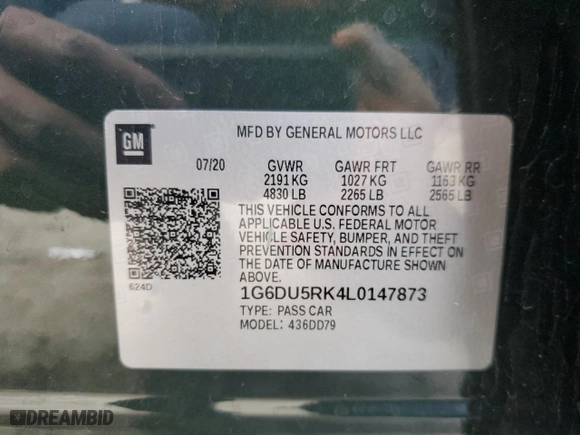 GM
MFD BY GENERAL MOTORS LLC
07/20 GVWR GAWR FRT GAWR RR
2191 KG 1027 KG 1163 KG
4830 LB 2265 LB 2565 LB
THIS VEHICLE CONFORMS TO ALL
APPLICABLE U.S. FEDERAL MOTOR
VEHICLE SAFETY, BUMPER, AND THEFT
PREVENTION STANDARDS IN EFFECT ON
THE DATE OF MANUFACTURE SHOWN
ABOVE.
624D
1G6DU5RK4L0147873
TYPE: PASS CAR
MODEL: 436DD79
DREAMBID